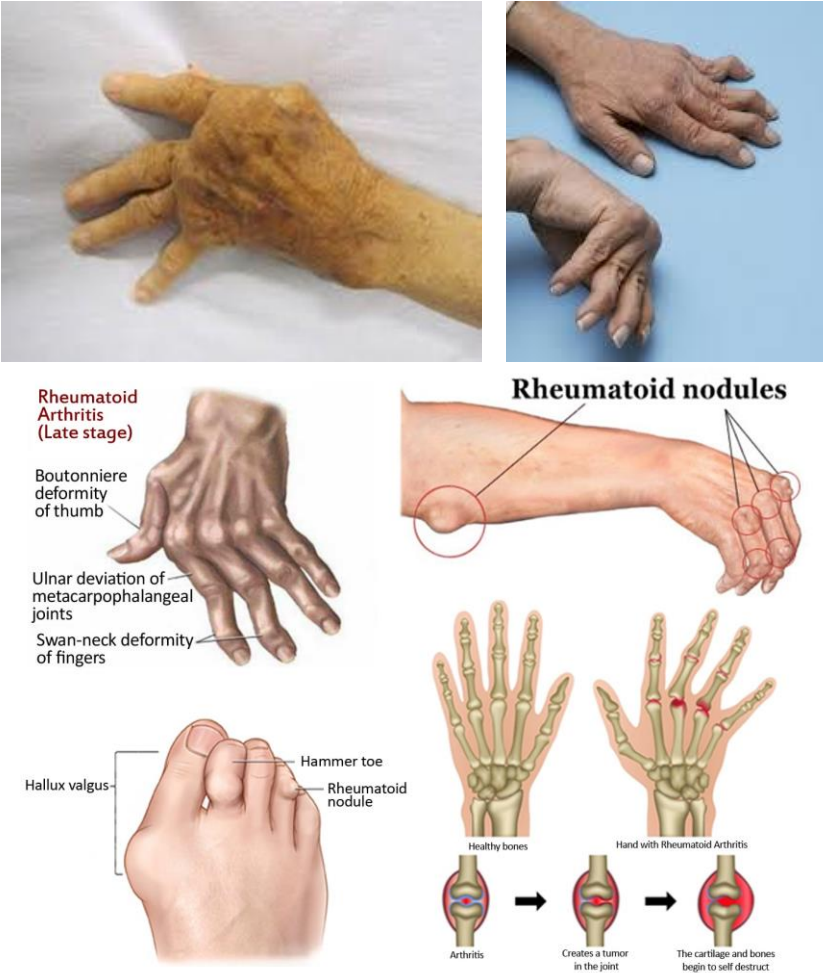 Rheumatoid
Arthritis
(Late stage)
Boutonniere
deformity
of thumb
Ulnar deviation of
metacarpophalangeal
joints
Swan-neck deformity
of fingers
Rheumatoid nodules
Hallux valgus
Hammer toe
Rheumatoid
nodule
Healthy bones
Hand with Rheumatoid Arthritis
Arthritis
Creates a tumor
in the joint
The cartilage and bones
begin to self destruct